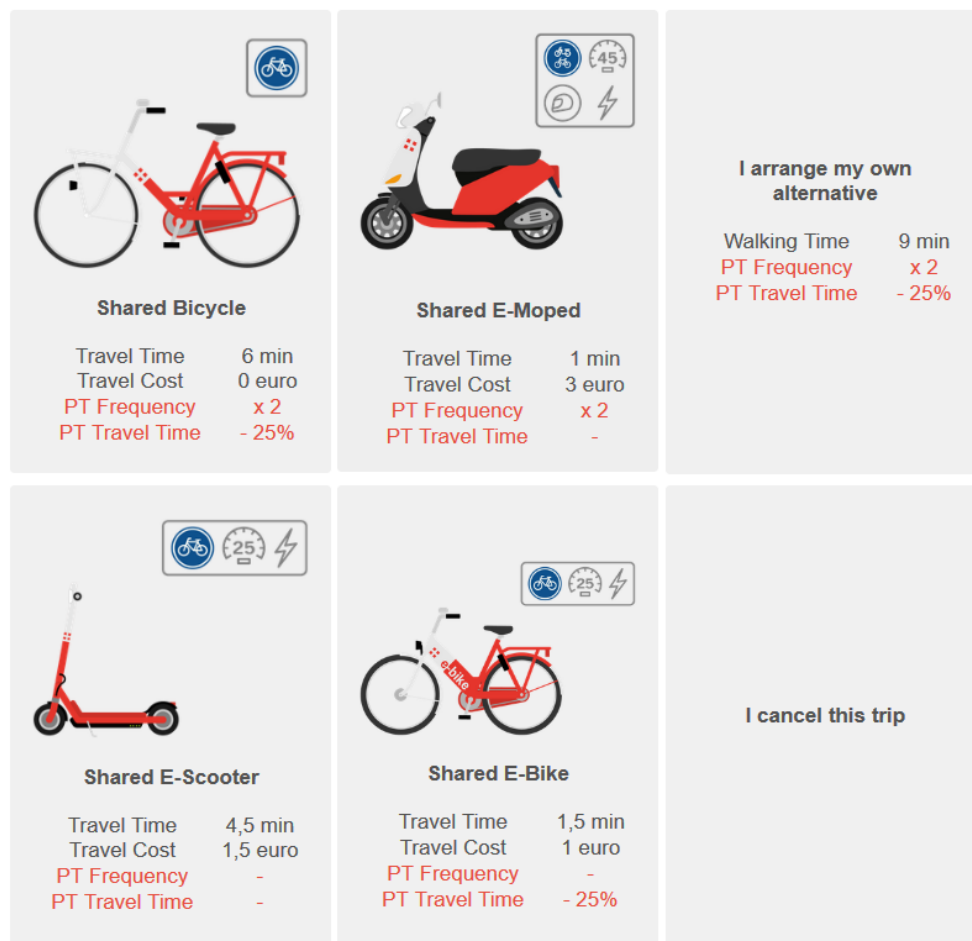 Shared Bicycle
Travel Time 6 min
Travel Cost 0 euro
PT Frequency x 2
PT Travel Time - 25%
45
Shared E-Moped
Travel Time 1 min
Travel Cost 3 euro
PT Frequency x 2
PT Travel Time -
I arrange my own
alternative
Walking Time 9 min
PT Frequency x 2
PT Travel Time - 25%
25
Shared E-Scooter
Travel Time 4,5 min
Travel Cost 1,5 euro
PT Frequency -
PT Travel Time -
25
e-bike
Shared E-Bike
Travel Time 1,5 min
Travel Cost 1 euro
PT Frequency -
PT Travel Time - 25%
I cancel this trip